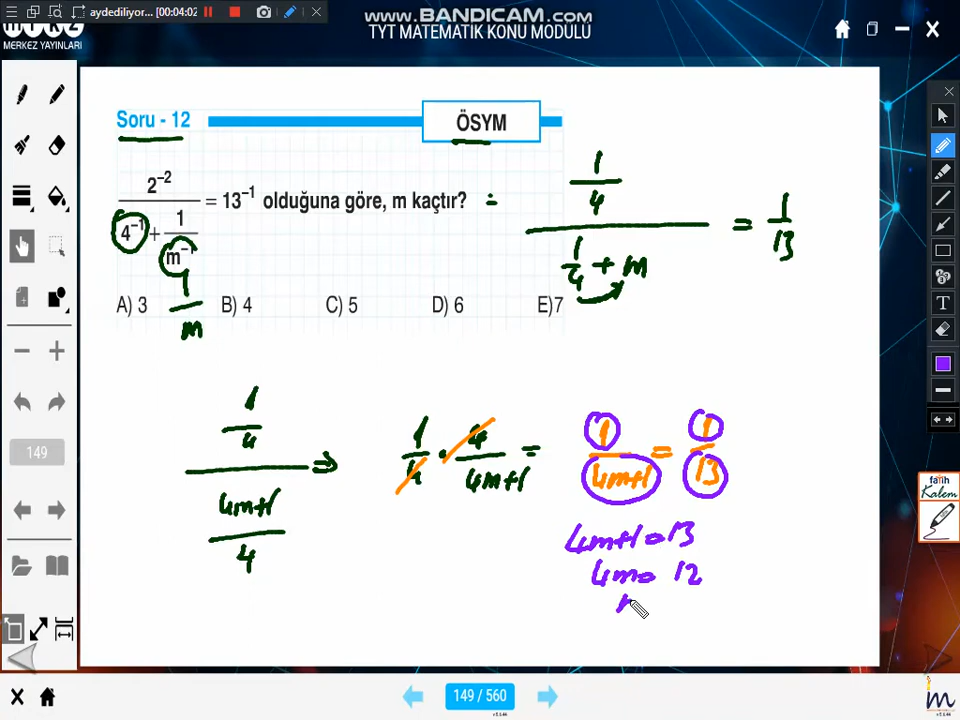 aydediliyor... [00:04:02]
www.BANDICAM.com
MERKEZ YAYINLARI
TYT MATEMATİK KONU MODULÜ
Soru - 12
ÖSYM
2⁻² / (4⁻¹ + 1/m⁻¹) = 13⁻¹ olduğuna göre, m kaçtır?
= (1/4) / (1/4 + m) = 1/13
1/m
A) 3 B) 4 C) 5 D) 6 E)7
(1/4) / ((4m+1)/4) ⇒ 1/4 · 4/(4m+1) = 1/(4m+1) = 1/13
4m+1=13
4m= 12
149
fatih
Kalem
149 / 560